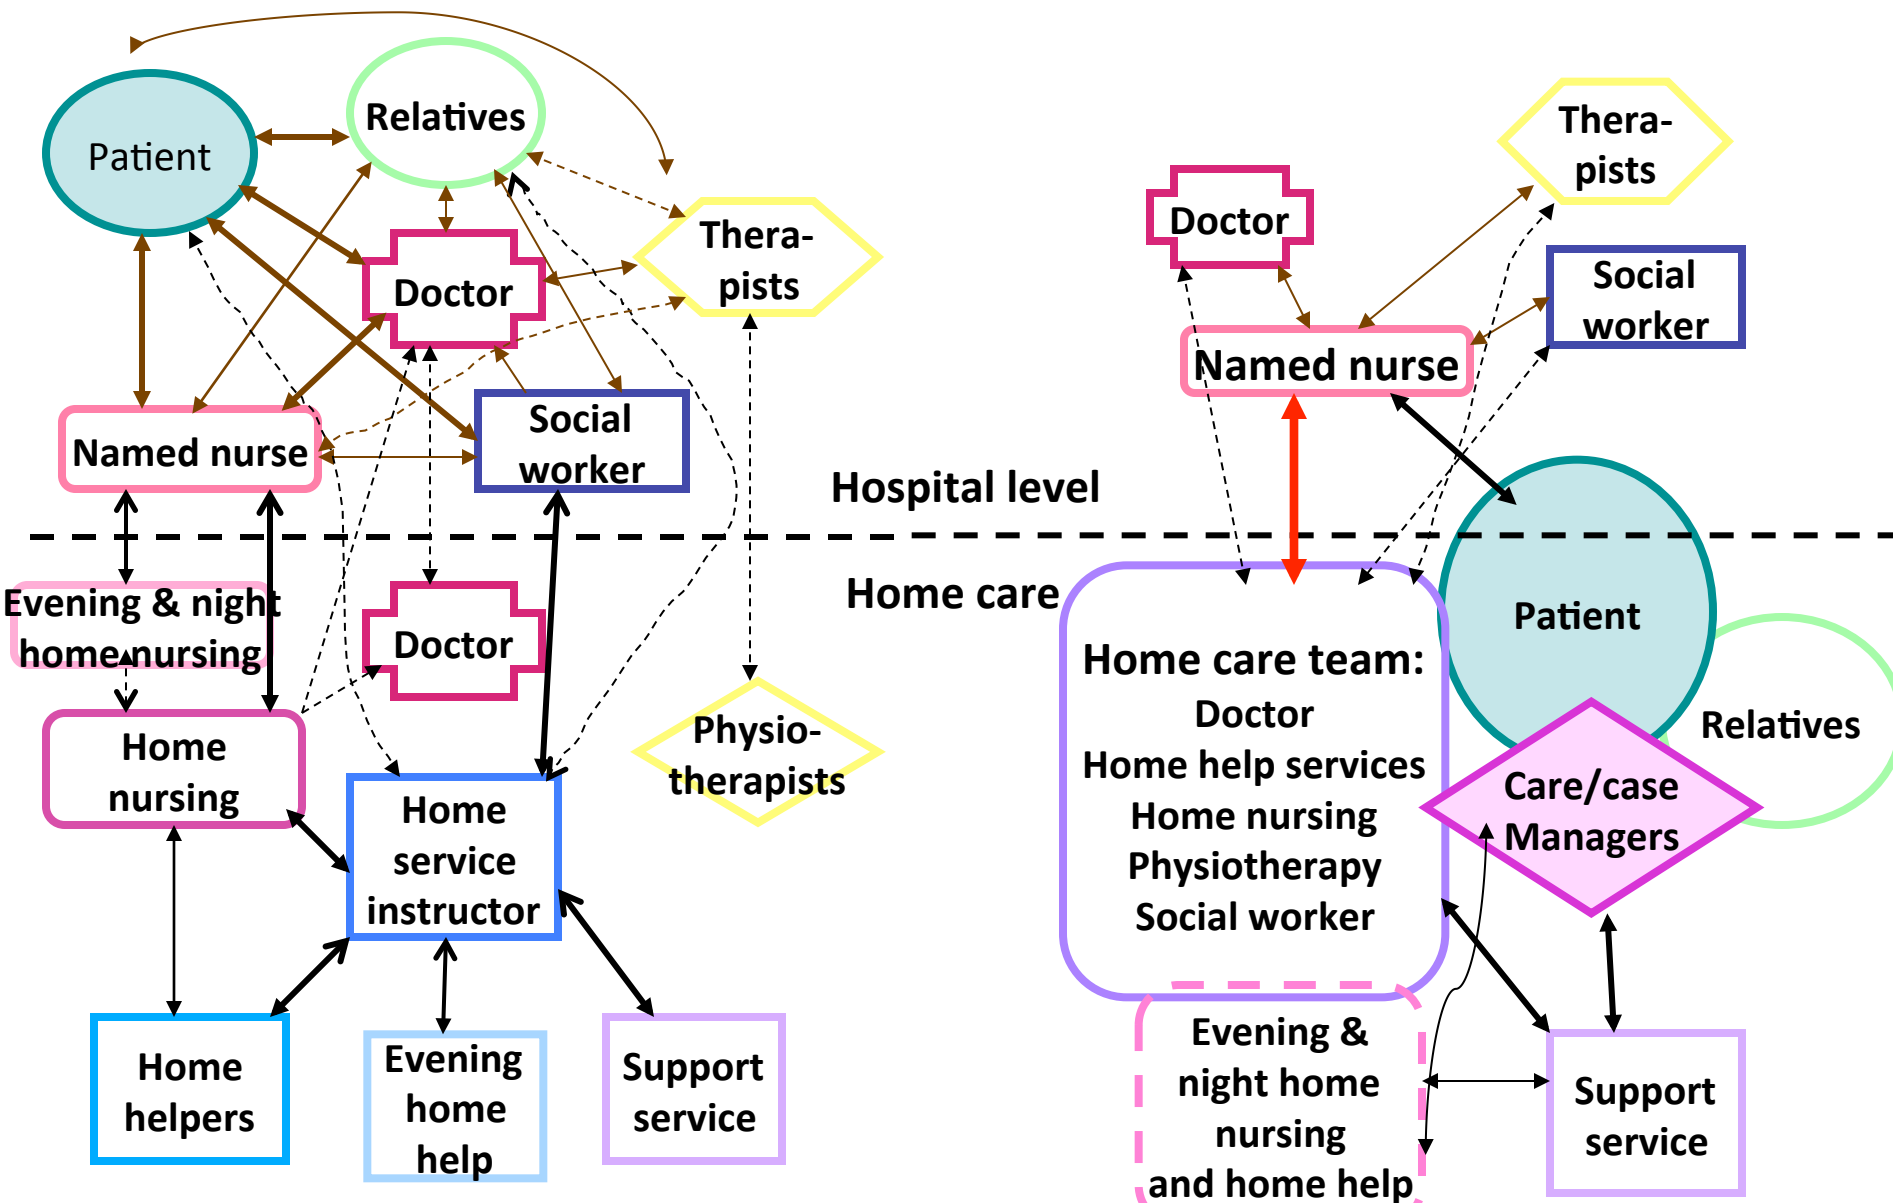 Patient
Relatives
Thera-
pists
Doctor
Named nurse
Social
worker
Evening & night
home nursing
Doctor
Home
nursing
Physio-
therapists
Home
service
instructor
Home
helpers
Evening
home
help
Support
service
Hospital level
Home care
Thera-
pists
Doctor
Social
worker
Named nurse
Patient
Relatives
Home care team:
Doctor
Home help services
Home nursing
Physiotherapy
Social worker
Care/case
Managers
Evening &
night home
nursing
and home help
Support
service